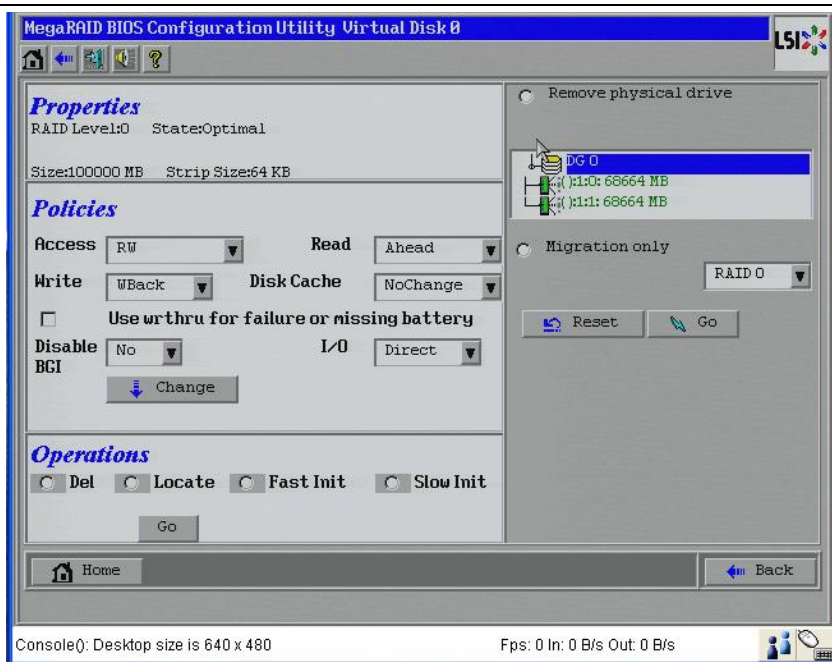 MegaRAID BIOS Configuration Utility Virtual Disk 0
LSI
?
Properties
RAID Level:0 State:Optimal
Size:100000 MB Strip Size:64 KB
Policies
Access RW Read Ahead
Write WBack Disk Cache NoChange
Use wrthru for failure or missing battery
Disable BGI No I/O Direct
Change
Operations
Del Locate Fast Init Slow Init
Go
Remove physical drive
DG 0
( ):1:0: 68664 MB
( ):1:1: 68664 MB
Migration only
RAID 0
Reset Go
Home Back
Console(): Desktop size is 640 x 480 Fps: 0 In: 0 B/s Out: 0 B/s